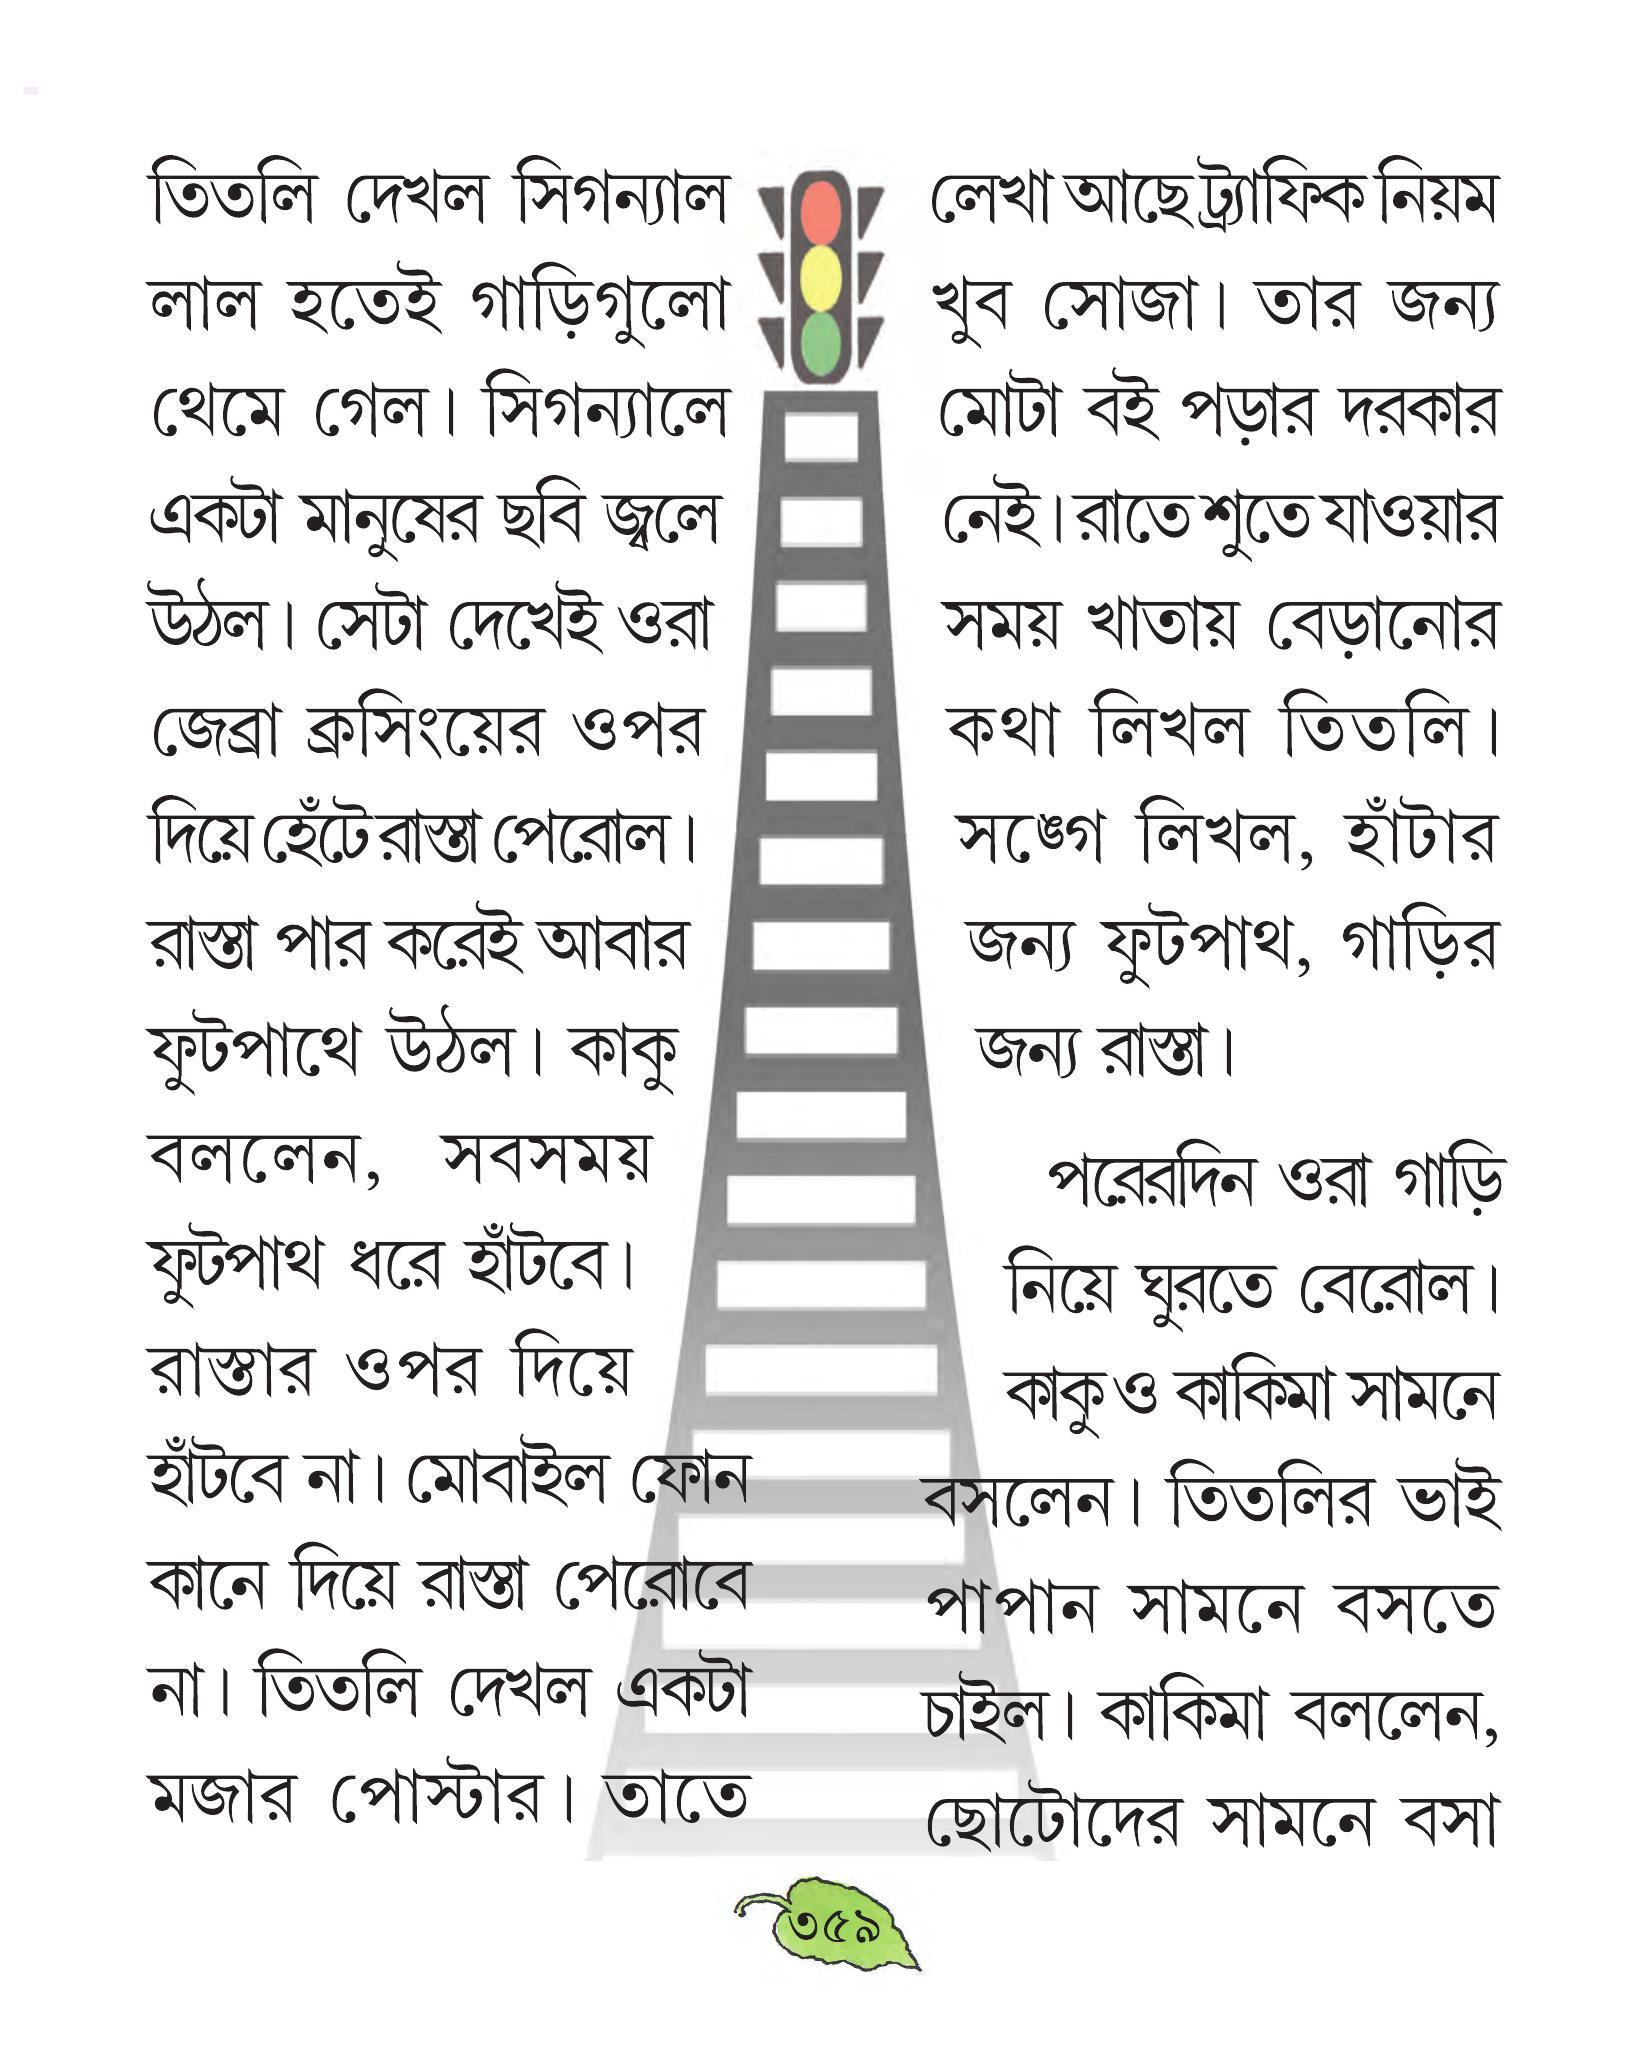 তিতলি দেখল সিগন্যাল
লাল হতেই গাড়িগুলো
থেমে গেল। সিগন্যালে
একটা মানুষের ছবি জ্বলে
উঠল। সেটা দেখেই ওরা
জেব্রা ক্রসিংয়ের ওপর
দিয়ে হেঁটে রাস্তা পেরোল।
রাস্তা পার করেই আবার
ফুটপাথে উঠল। কাকু
বললেন, সবসময়
ফুটপাথ ধরে হাঁটবে।
রাস্তার ওপর দিয়ে
হাঁটবে না। মোবাইল ফোন
কানে দিয়ে রাস্তা পেরোবে
না। তিতলি দেখল একটা
মজার পোস্টার। তাতে
লেখা আছে ট্র্যাফিক নিয়ম
খুব সোজা। তার জন্য
মোটা বই পড়ার দরকার
নেই। রাতে শুতে যাওয়ার
সময় খাতায় বেড়ানোর
কথা লিখল তিতলি।
সঙ্গে লিখল, হাঁটার
জন্য ফুটপাথ, গাড়ির
জন্য রাস্তা।
পরেরদিন ওরা গাড়ি
নিয়ে ঘুরতে বেরোল।
কাকু ও কাকিমা সামনে
বসলেন। তিতলির ভাই
পাপান সামনে বসতে
চাইল। কাকিমা বললেন,
ছোটোদের সামনে বসা
৩৫৯